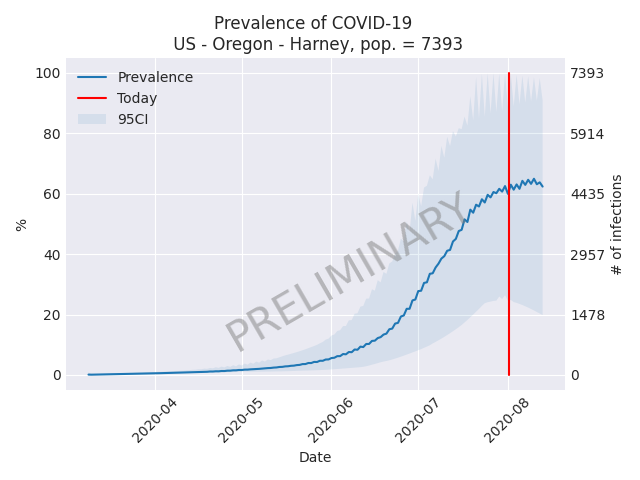 Prevalence of COVID-19
US - Oregon - Harney, pop. = 7393
Prevalence
Today
95CI
100
80
60
40
20
0
%
7393
5914
4435
2957
1478
0
# of infections
PRELIMINARY
2020-04
2020-05
2020-06
2020-07
2020-08
Date